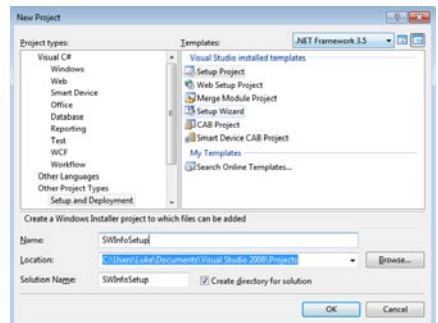 New Project
Project types:
Templates:
.NET Framework 3.5
Visual C#
Windows
Web
Smart Device
Office
Database
Reporting
Test
WCF
Workflow
Other Languages
Other Project Types
Setup and Deployment
Visual Studio installed templates
Setup Project
Web Setup Project
Merge Module Project
Setup Wizard
CAB Project
Smart Device CAB Project
My Templates
Search Online Templates...
Create a Windows Installer project to which files can be added
Name:
SWInfoSetup
Location:
C:\Users\Luke\Documents\Visual Studio 2008\Projects
Browse...
Solution Name:
SWInfoSetup
Create directory for solution
OK
Cancel